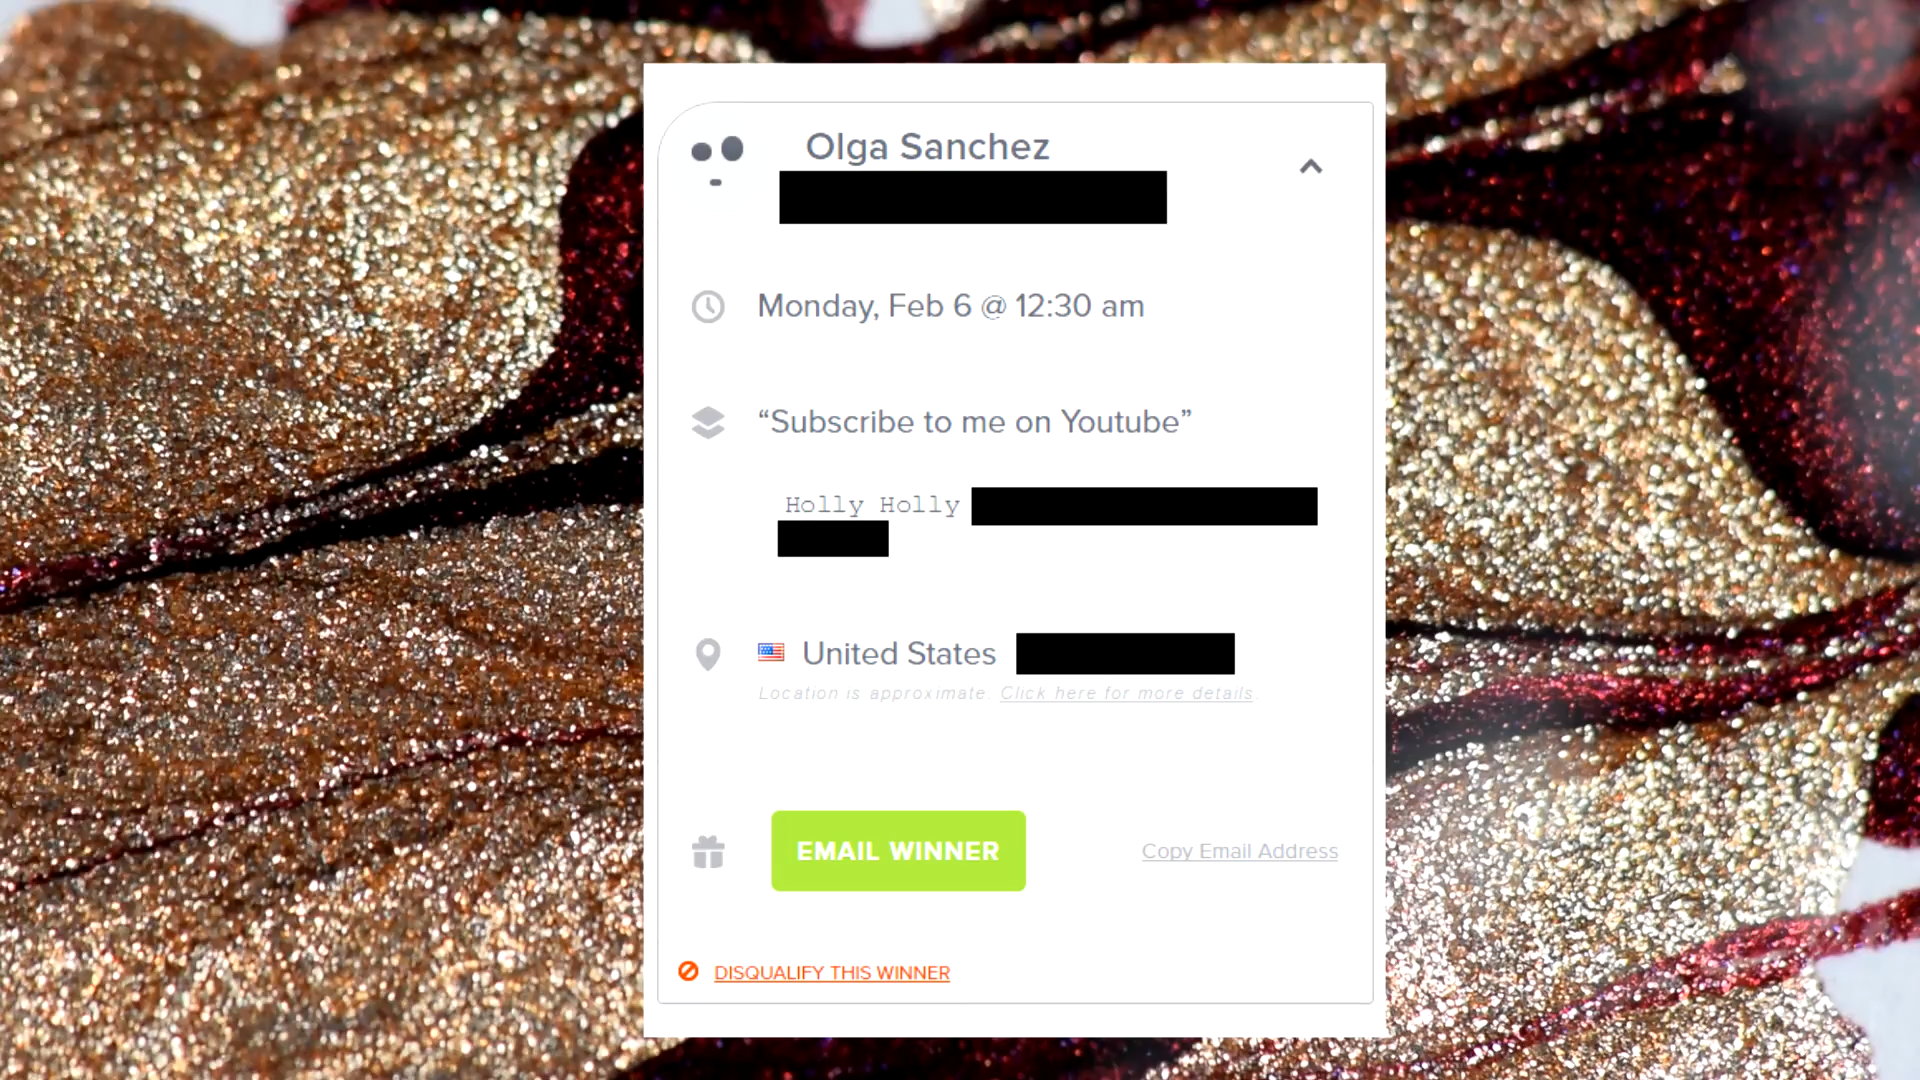 Olga Sanchez
Monday, Feb 6 @ 12:30 am
“Subscribe to me on Youtube”
Holly Holly
United States
Location is approximate Click here for more details.
EMAIL WINNER
Copy Email Address
DISQUALIFY THIS WINNER